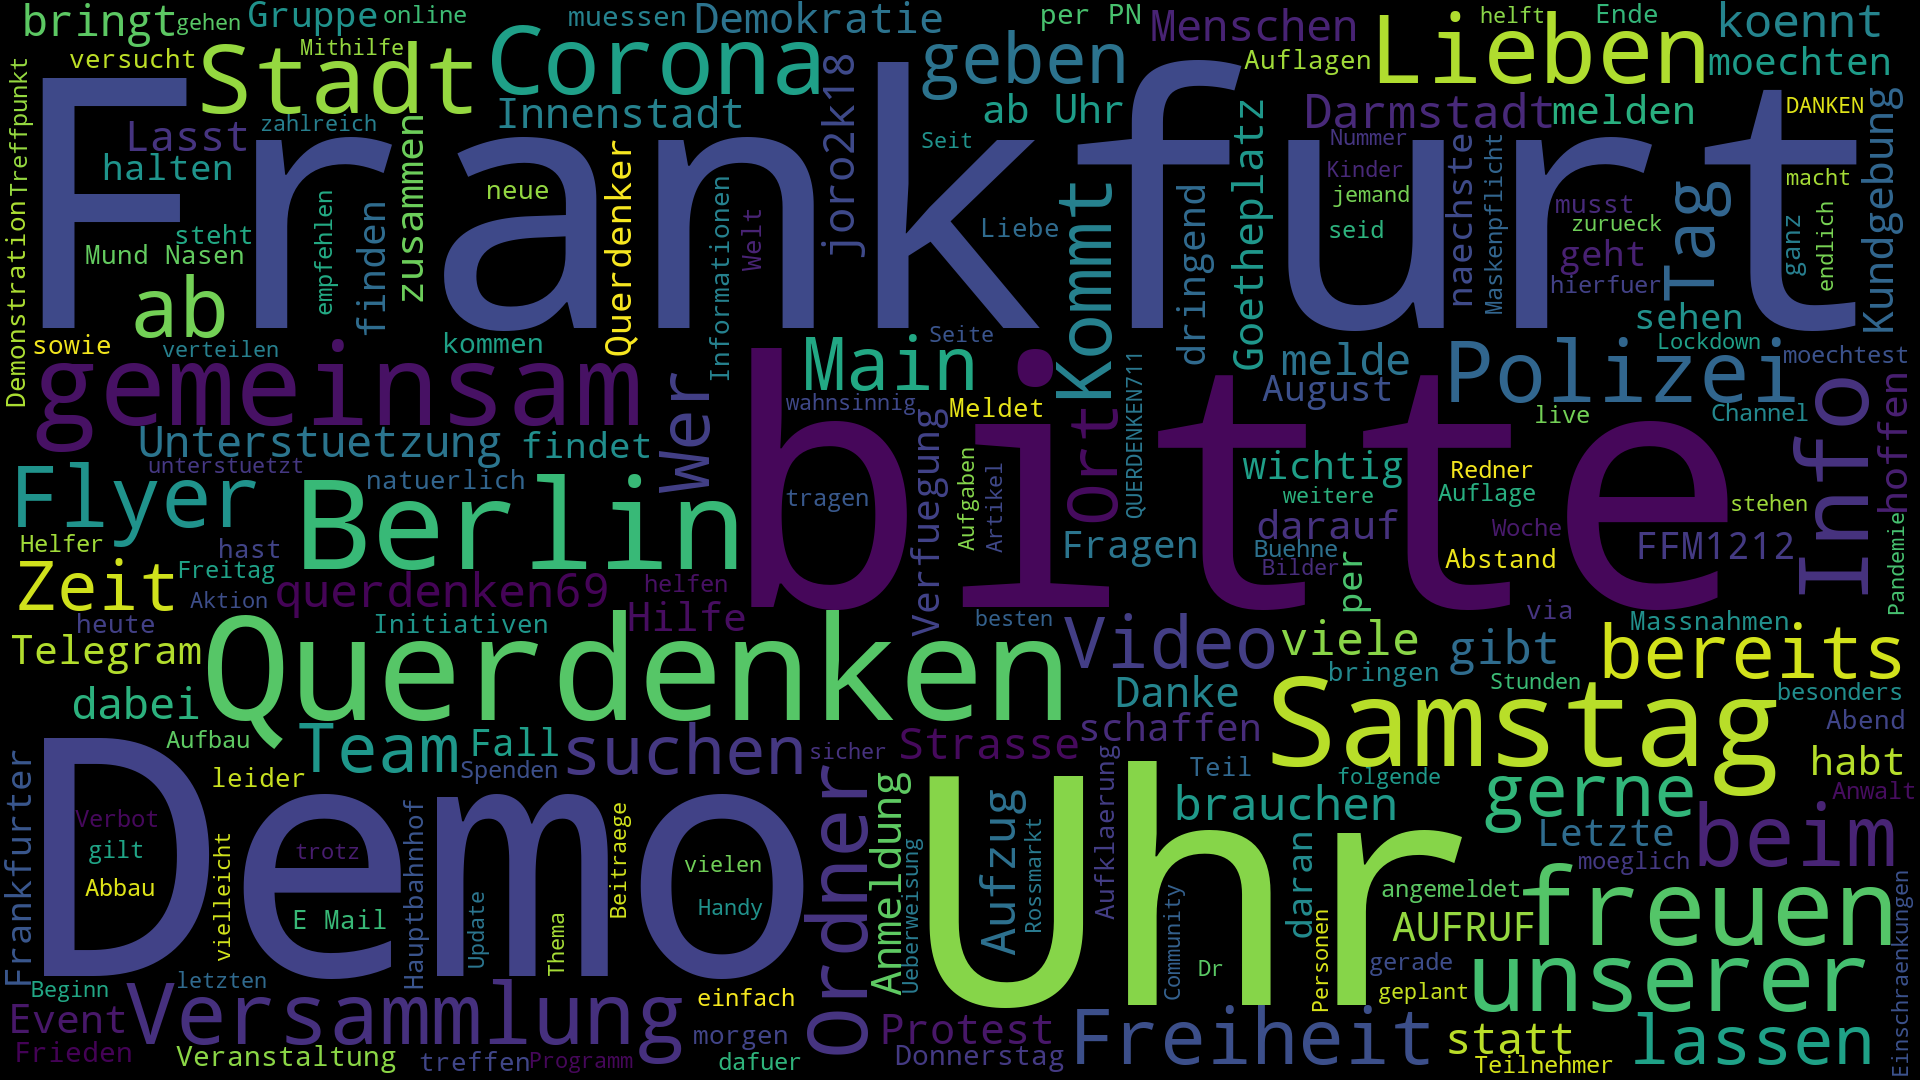 bringt
gehen
Gruppe
online
muessen
Demokratie
per PN
Menschen
helft
Ende
koennt
versucht
Mithilfe
Stadt
Corona
geben
Auflagen
Lieben
moechten
Treffpunkt
Lasst
zahlreich
Innenstadt
joro2k18
ab Uhr
Darmstadt
melden
DANKEN
halten
zusammen
neue
Querdenker
Seit
Goetheplatz
Nummer
Kinder
jemand
Maskenpflicht
macht
Kundgebung
Frankfurt
steht
Mund Nasen
empfehlen
finden
Informationen
Welt
Liebe
Kommt
dringend
seid
naechste
musst
zurueck
geht
hierfuer
Tag
ganz
endlich
Demonstration
ab
sowie
verteilen
kommen
Seite
sehen
Lockdown
moechtest
gemeinsam
Wer
Main
wahnsinnig
Meldet
QUERDENKEN711
melde
August
Polizei
live
Channel
Info
hoffen
Unterstuetzung
findet
unterstuetzt
natuerlich
Verfuegung
Ort
wichtig
Redner
weitere
Auflage
Flyer
Berlin
bitte
tragen
Aufgaben
Artikel
darauf
Woche
stehen
Helfer
hast
Fragen
Buehne
Bilder
Abstand
FFM1212
Pandemie
Zeit
Freitag
Aktion
querdenken69
helfen
per
heute
Initiativen
Hilfe
besten
via
Massnahmen
Telegram
Querdenken
Video
viele
gibt
bereits
dabei
bringen
Stunden
Danke
besonders
Aufbau
Team
Fall
suchen
sicher
Strasse
schaffen
Samstag
Abend
leider
Spenden
Teil
folgende
habt
Frankfurter
Demo
Verbot
gilt
Abbau
vielleicht
trotz
E Mail
Hauptbahnhof
Update
Thema
Beitraege
vielen
Handy
Ordner
Anmeldung
Ueberweisung
Uhr
Aufzug
Rossmarkt
Aufklaerung
brauchen
Community
daran
gerne
Letzte
moeglich
Anwalt
beim
angemeldet
AUFRUF
freuen
Dr
Personen
gerade
geplant
unserer
Einschraenkungen
Beginn
letzten
Event
Versammlung
einfach
morgen
Protest
Freiheit
statt
lassen
Frieden
Veranstaltung
treffen
Programm
dafuer
Donnerstag
Teilnehmer